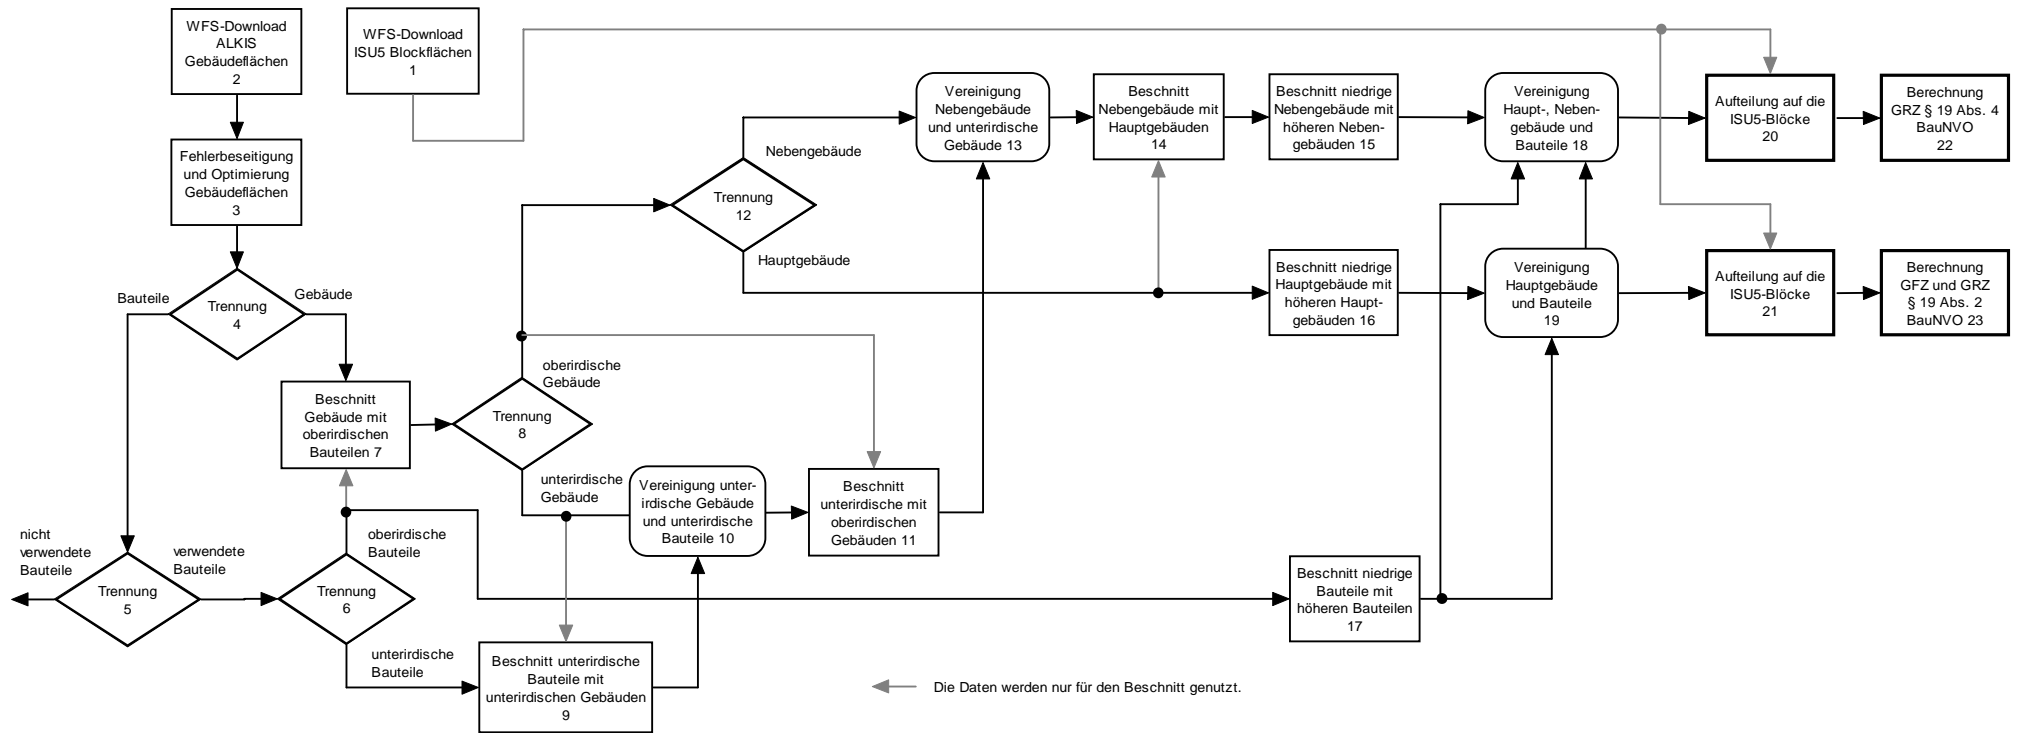 WFS-Download
ALKIS
Gebäudeflächen
2
WFS-Download
ISU5 Blockflächen
1
Fehlerbeseitigung
und Optimierung
Gebäudeflächen
3
Trennung
4
Bauteile
Gebäude
Beschnitt
Gebäude mit
oberirdischen
Bauteilen 7
nicht
verwendete
Bauteile
Trennung
5
verwendete
Bauteile
Trennung
6
oberirdische
Bauteile
unterirdische
Bauteile
Trennung
8
oberirdische
Gebäude
unterirdische
Gebäude
Beschnitt unterirdische
Bauteile mit
unterirdischen Gebäuden
9
Vereinigung unter-
irdische Gebäude
und unterirdische
Bauteile 10
Beschnitt
unterirdische mit
oberirdischen
Gebäuden 11
Trennung
12
Nebengebäude
Hauptgebäude
Vereinigung
Nebengebäude
und unterirdische
Gebäude 13
Beschnitt
Nebengebäude mit
Hauptgebäuden
14
Beschnitt niedrige
Nebengebäude mit
höheren Neben-
gebäuden 15
Beschnitt niedrige
Hauptgebäude mit
höheren Haupt-
gebäuden 16
Beschnitt niedrige
Bauteile mit
höheren Bauteilen
17
Vereinigung
Haupt-, Neben-
gebäude und
Bauteile 18
Vereinigung
Hauptgebäude
und Bauteile
19
Aufteilung auf die
ISU5-Blöcke
20
Aufteilung auf die
ISU5-Blöcke
21
Berechnung
GRZ § 19 Abs. 4
BauNVO
22
Berechnung
GFZ und GRZ
§ 19 Abs. 2
BauNVO 23
Die Daten werden nur für den Beschnitt genutzt.